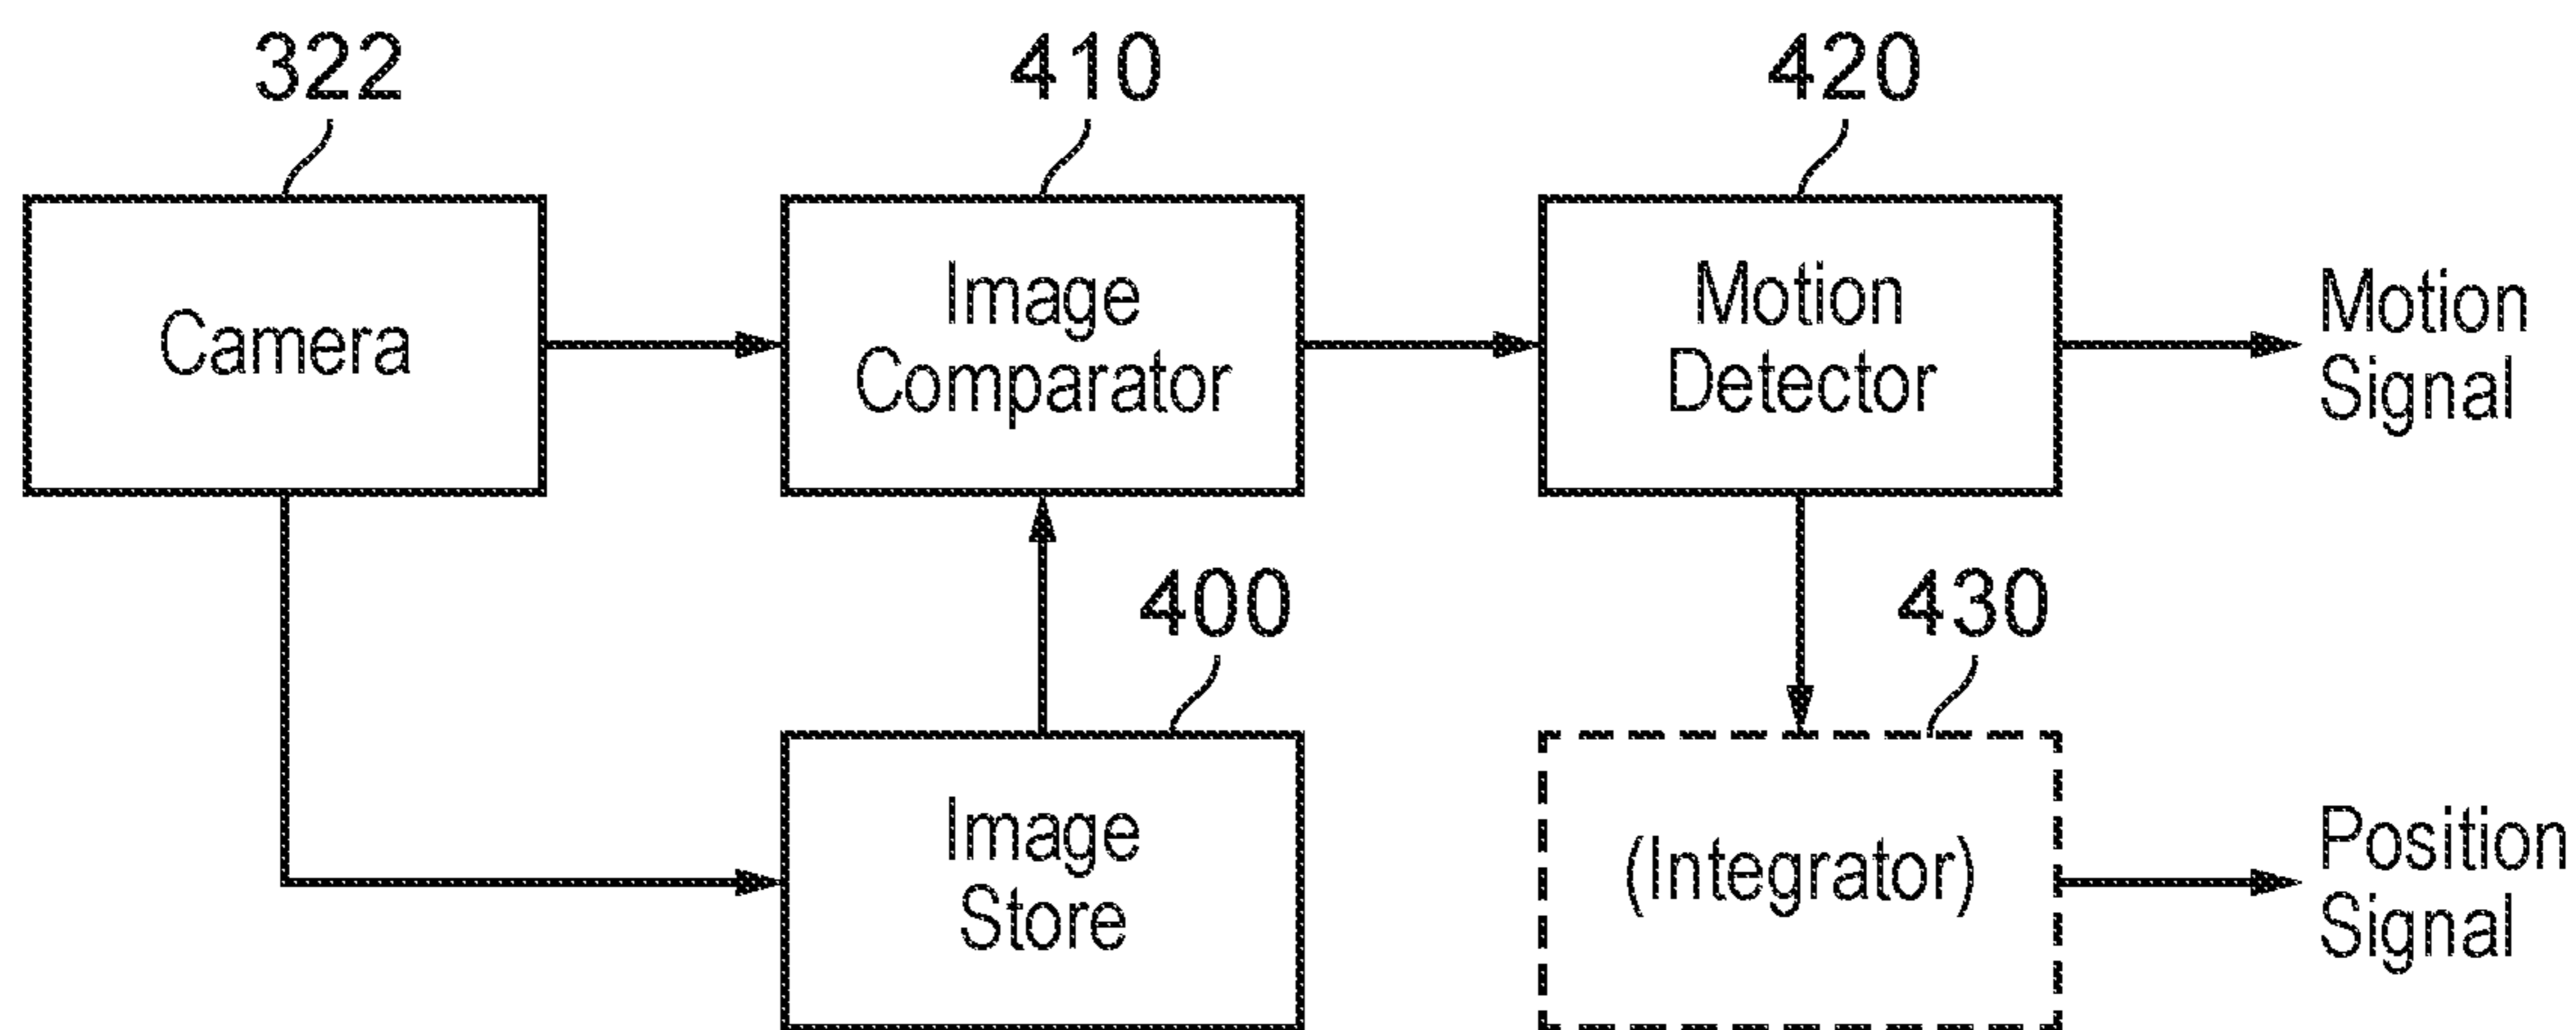 322
410
420
Camera
Image
Comparator
Motion
Detector
Motion
Signal
400
430
Image
Store
(Integrator)
Position
Signal